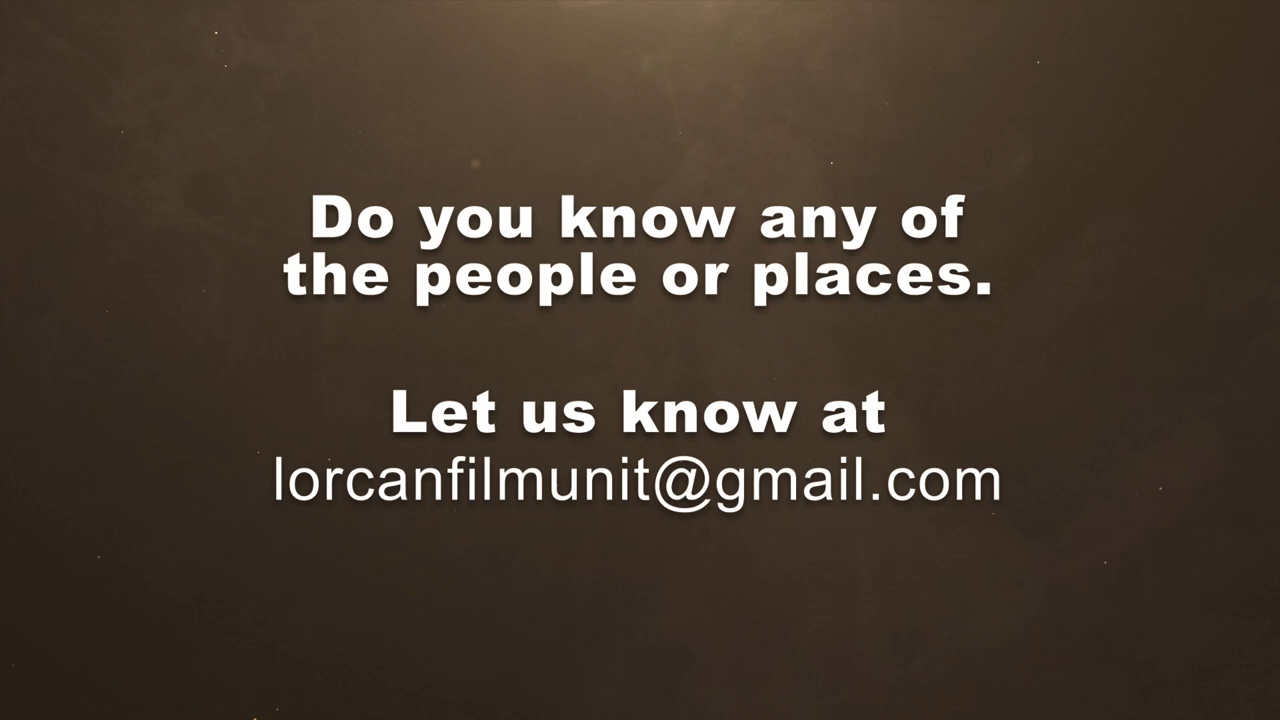 Do you know any of
the people or places.
Let us know at
lorcanfilmunit@gmail.com